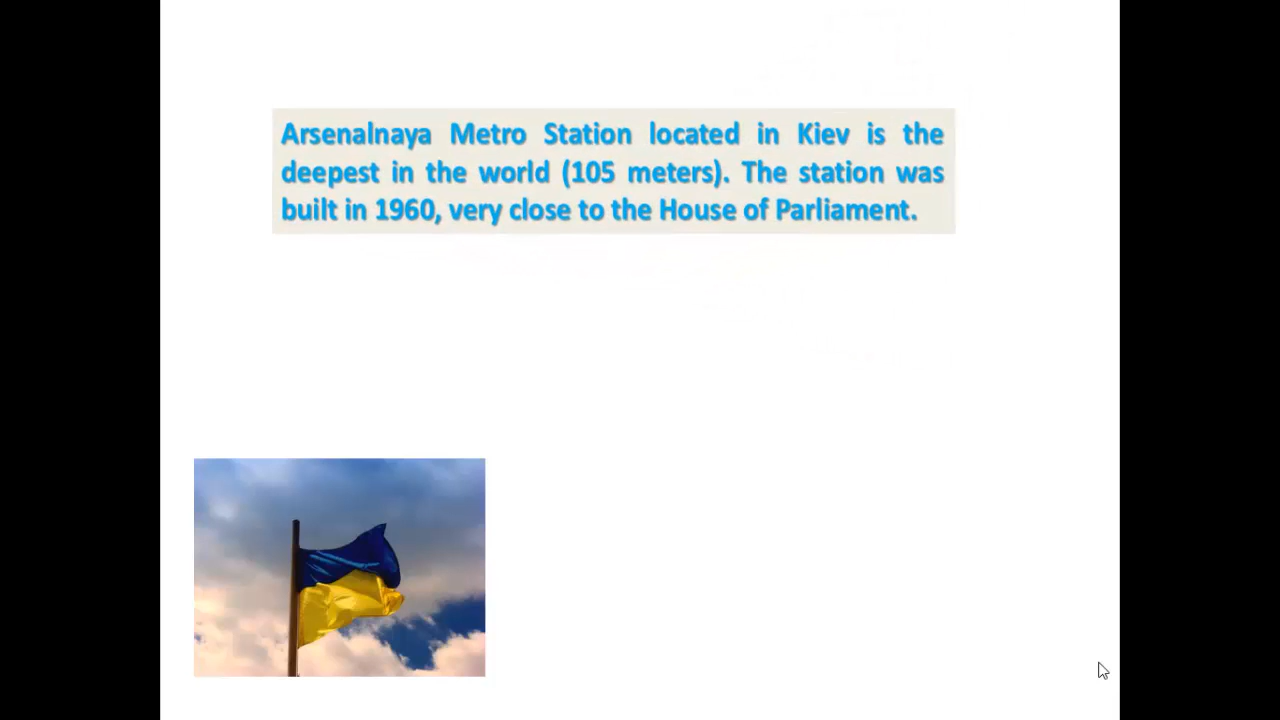 Arsenalnaya Metro Station located in Kiev is the
deepest in the world (105 meters). The station was
built in 1960, very close to the House of Parliament.